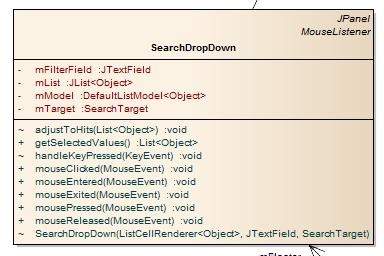 JPanel
MouseListener
SearchDropDown
- mFilterField :JTextField
- mList :JList<Object>
- mModel :DefaultListModel<Object>
- mTarget :SearchTarget
~ adjustToHits(List<Object>) :void
+ getSelectedValues() :List<Object>
~ handleKeyPressed(KeyEvent) :void
+ mouseClicked(MouseEvent) :void
+ mouseEntered(MouseEvent) :void
+ mouseExited(MouseEvent) :void
+ mousePressed(MouseEvent) :void
+ mouseReleased(MouseEvent) :void
~ SearchDropDown(ListCellRenderer<Object>, JTextField, SearchTarget)